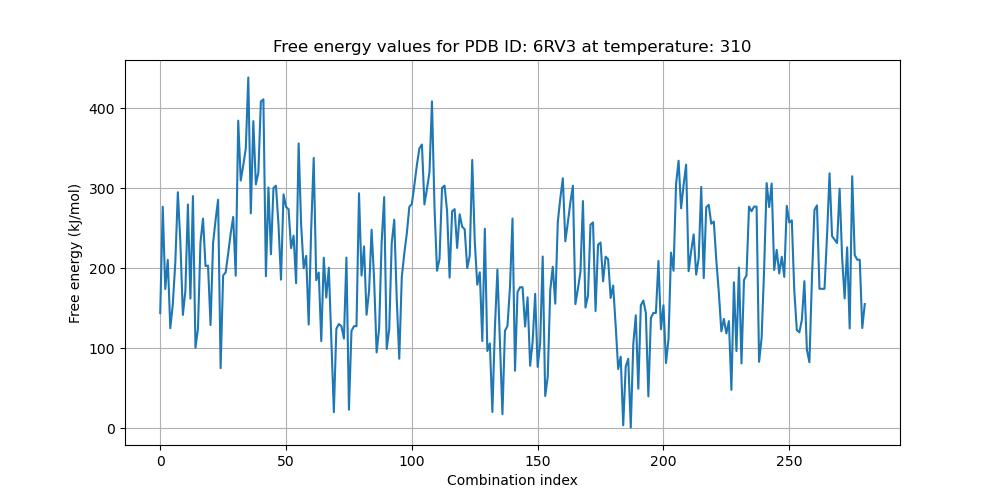 Free energy values for PDB ID: 6RV3 at temperature: 310
Free energy (kJ/mol)
400
300
200
100
0
0 50 100 150 200 250
Combination index